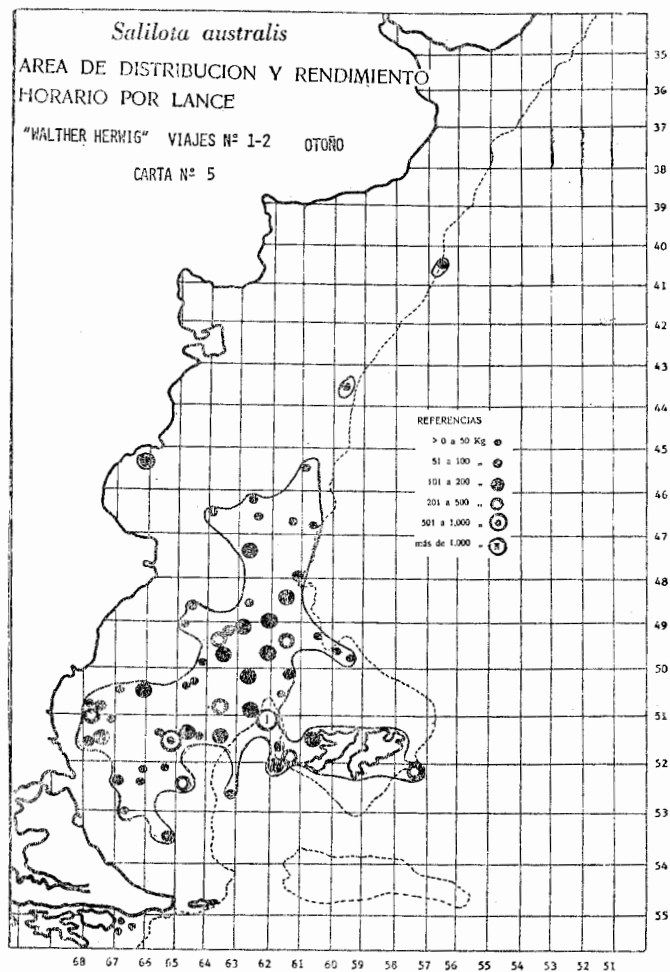 Salilota australis
AREA DE DISTRIBUCION Y RENDIMIENTO
HORARIO POR LANCE
"WALTHER HERWIG" VIAJES Nº 1-2 OTOÑO
CARTA Nº 5
35
36
37
38
39
40
41
42
43
44
45
46
47
48
49
50
51
52
53
54
55
REFERENCIAS
> 0 a 50 Kg
51 a 100 "
101 a 200 "
201 a 500 "
501 a 1,000 "
más de 1,000 "
68 67 66 65 64 63 62 61 60 59 58 57 56 55 54 53 52 51